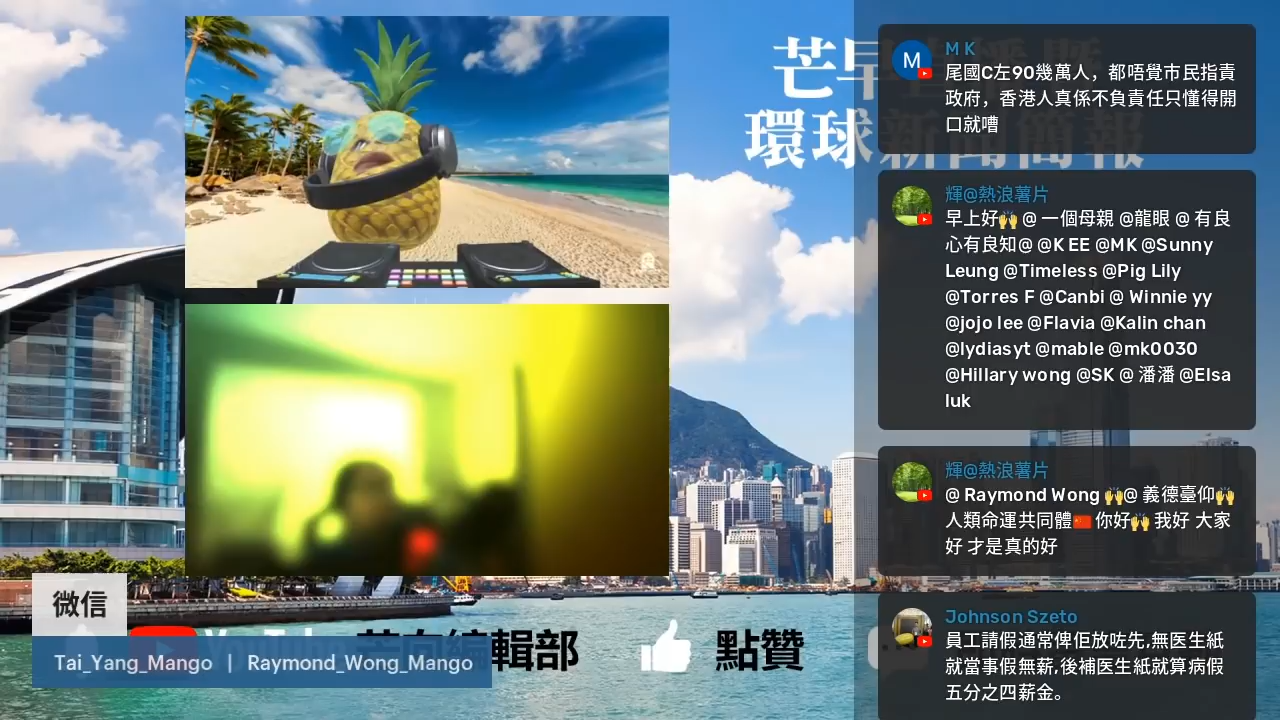 芒早
環球新聞簡報
M
M K
尾國C左90幾萬人，都唔覺市民指責
政府，香港人真係不負責任只懂得開
口就嘈
輝@熱浪薯片
早上好🙌 @ 一個母親 @龍眼 @ 有良
心有良知@ @K EE @MK @Sunny
Leung @Timeless @Pig Lily
@Torres F @Canbi @ Winnie yy
@jojo lee @Flavia @Kalin chan
@lydiasyt @mable @mk0030
@Hillary wong @SK @ 潘潘 @Elsa
luk
輝@熱浪薯片
@ Raymond Wong 🙌@ 義德臺仰🙌
人類命運共同體🇨🇳 你好🙌 我好 大家
好 才是真的好
Johnson Szeto
員工請假通常俾佢放咗先,無医生紙
就當事假無薪,後補医生紙就算病假
五分之四薪金。
微信
編輯部
點贊
Tai_Yang_Mango | Raymond_Wong_Mango